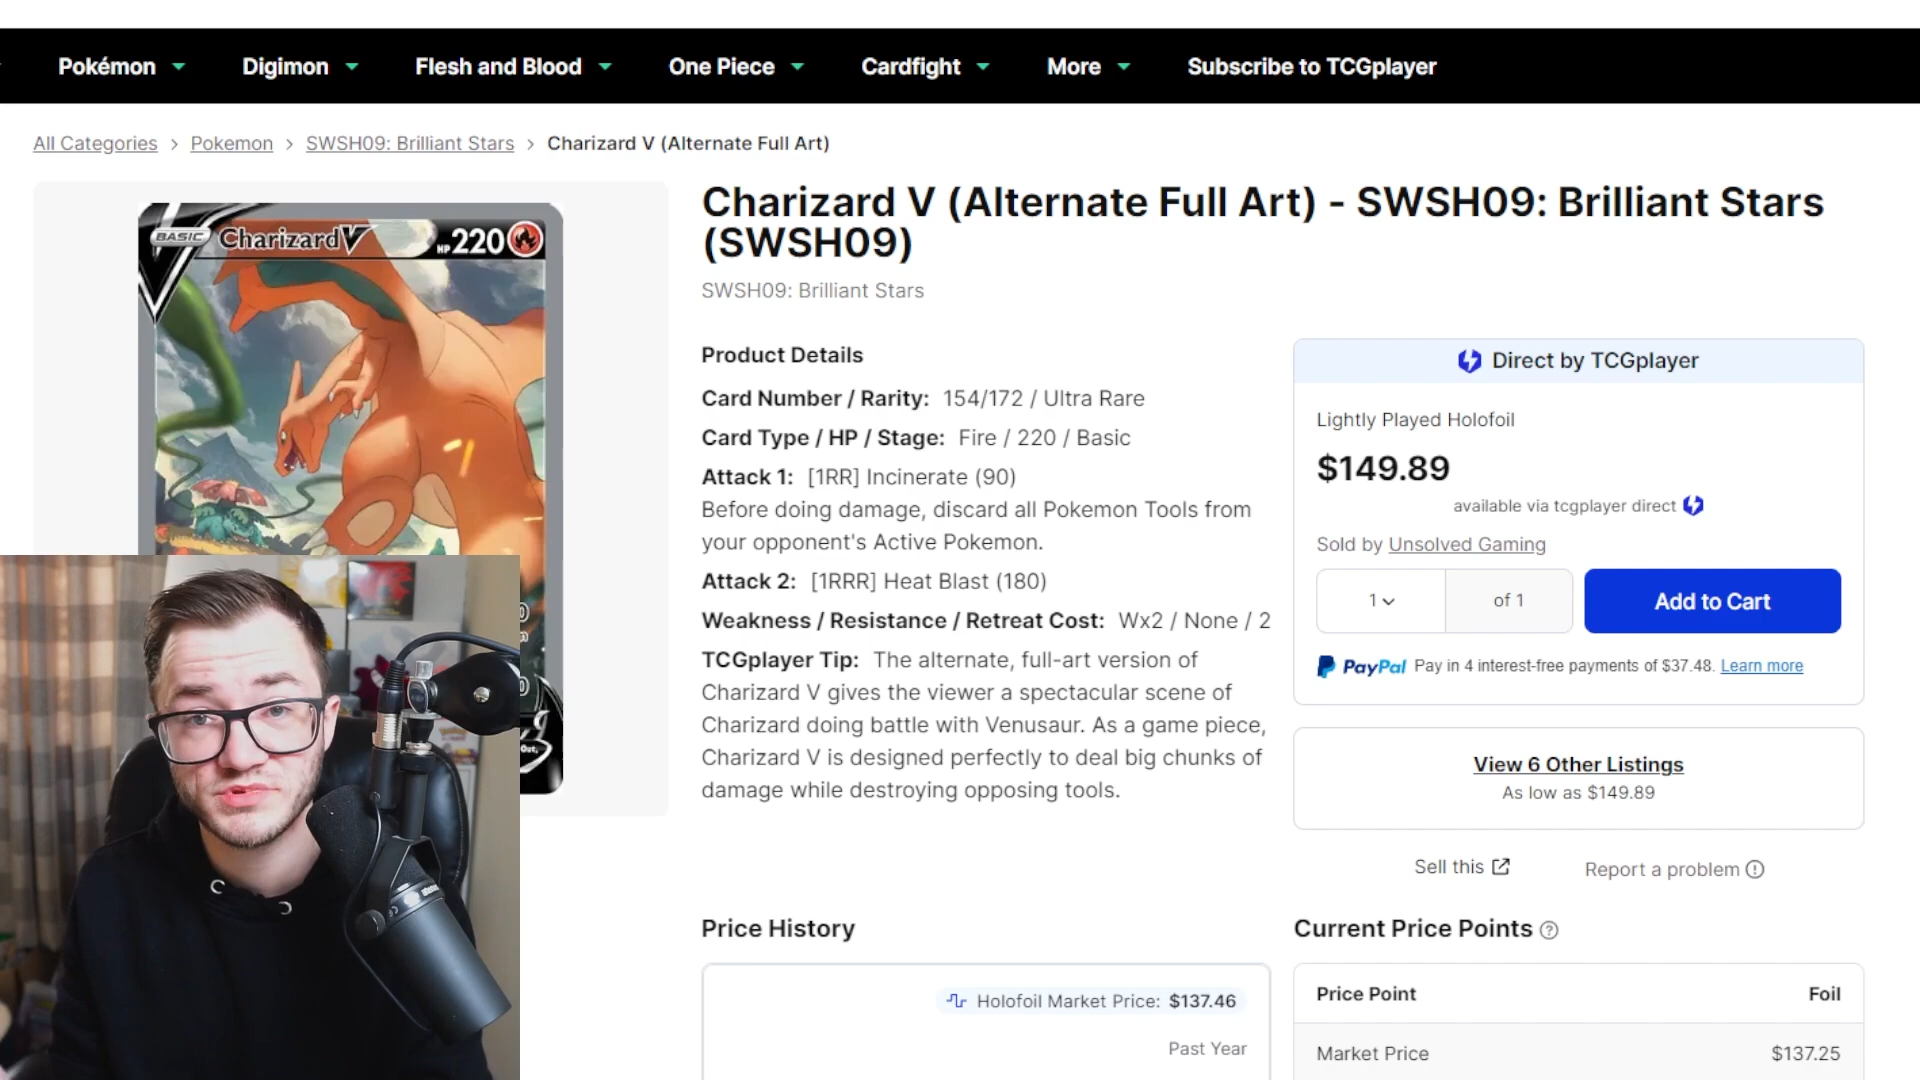 Pokémon
Digimon
Flesh and Blood
One Piece
Cardfight
More
Subscribe to TCGplayer
All Categories > Pokemon > SWSH09: Brilliant Stars > Charizard V (Alternate Full Art)
BASIC Charizard V HP 220
Charizard V (Alternate Full Art) - SWSH09: Brilliant Stars
(SWSH09)
SWSH09: Brilliant Stars
Product Details
Card Number / Rarity: 154/172 / Ultra Rare
Card Type / HP / Stage: Fire / 220 / Basic
Attack 1: [1RR] Incinerate (90)
Before doing damage, discard all Pokemon Tools from
your opponent's Active Pokemon.
Attack 2: [1RRR] Heat Blast (180)
Weakness / Resistance / Retreat Cost: Wx2 / None / 2
TCGplayer Tip: The alternate, full-art version of
Charizard V gives the viewer a spectacular scene of
Charizard doing battle with Venusaur. As a game piece,
Charizard V is designed perfectly to deal big chunks of
damage while destroying opposing tools.
Direct by TCGplayer
Lightly Played Holofoil
$149.89
available via tcgplayer direct
Sold by Unsolved Gaming
1
of 1
Add to Cart
PayPal Pay in 4 interest-free payments of $37.48. Learn more
View 6 Other Listings
As low as $149.89
Sell this
Report a problem
Price History
Holofoil Market Price: $137.46
Past Year
Current Price Points
Price Point
Foil
Market Price
$137.25